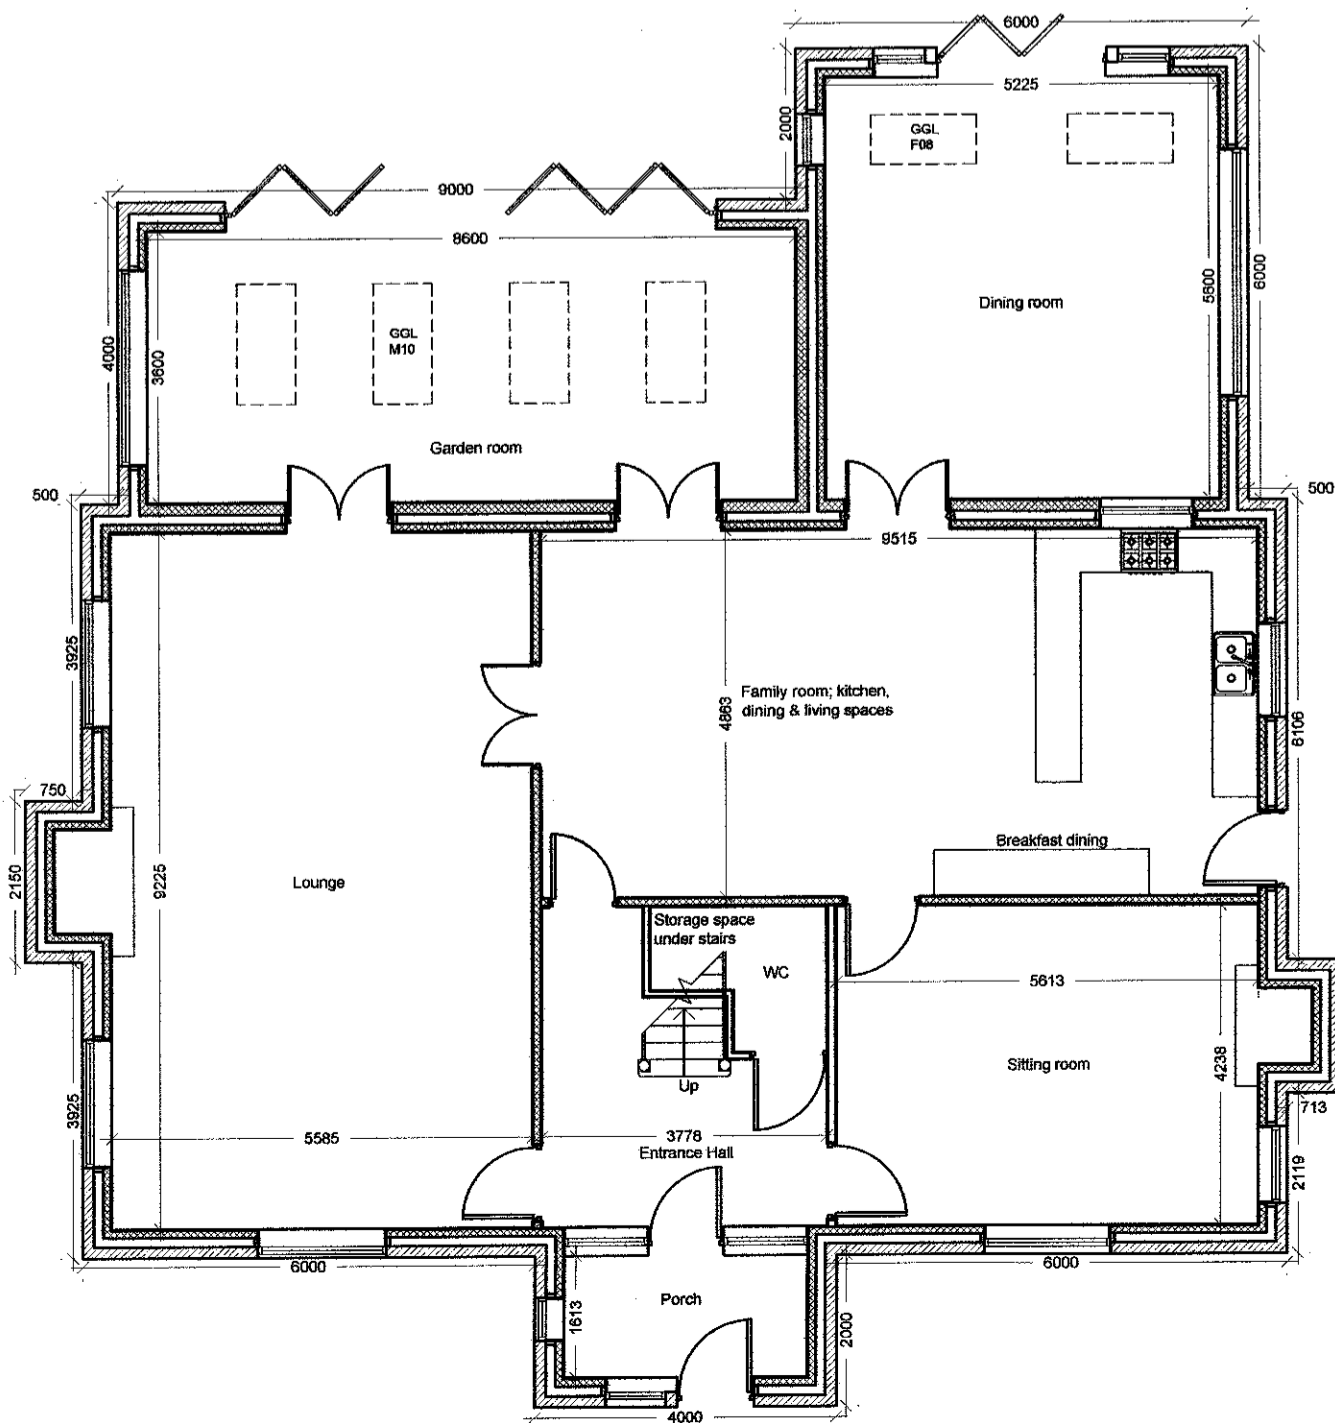 6000
5225
2000
GGL
F08
9000
8600
5800
6000
Dining room
4000
3600
GGL
M10
Garden room
500
500
9515
3925
4863
Family room; kitchen,
dining & living spaces
6106
750
2150
9225
Lounge
Breakfast dining
Storage space
under stairs
WC
5613
Sitting room
4238
Up
713
3925
5585
3778
Entrance Hall
2119
6000
6000
Porch
1613
2000
4000